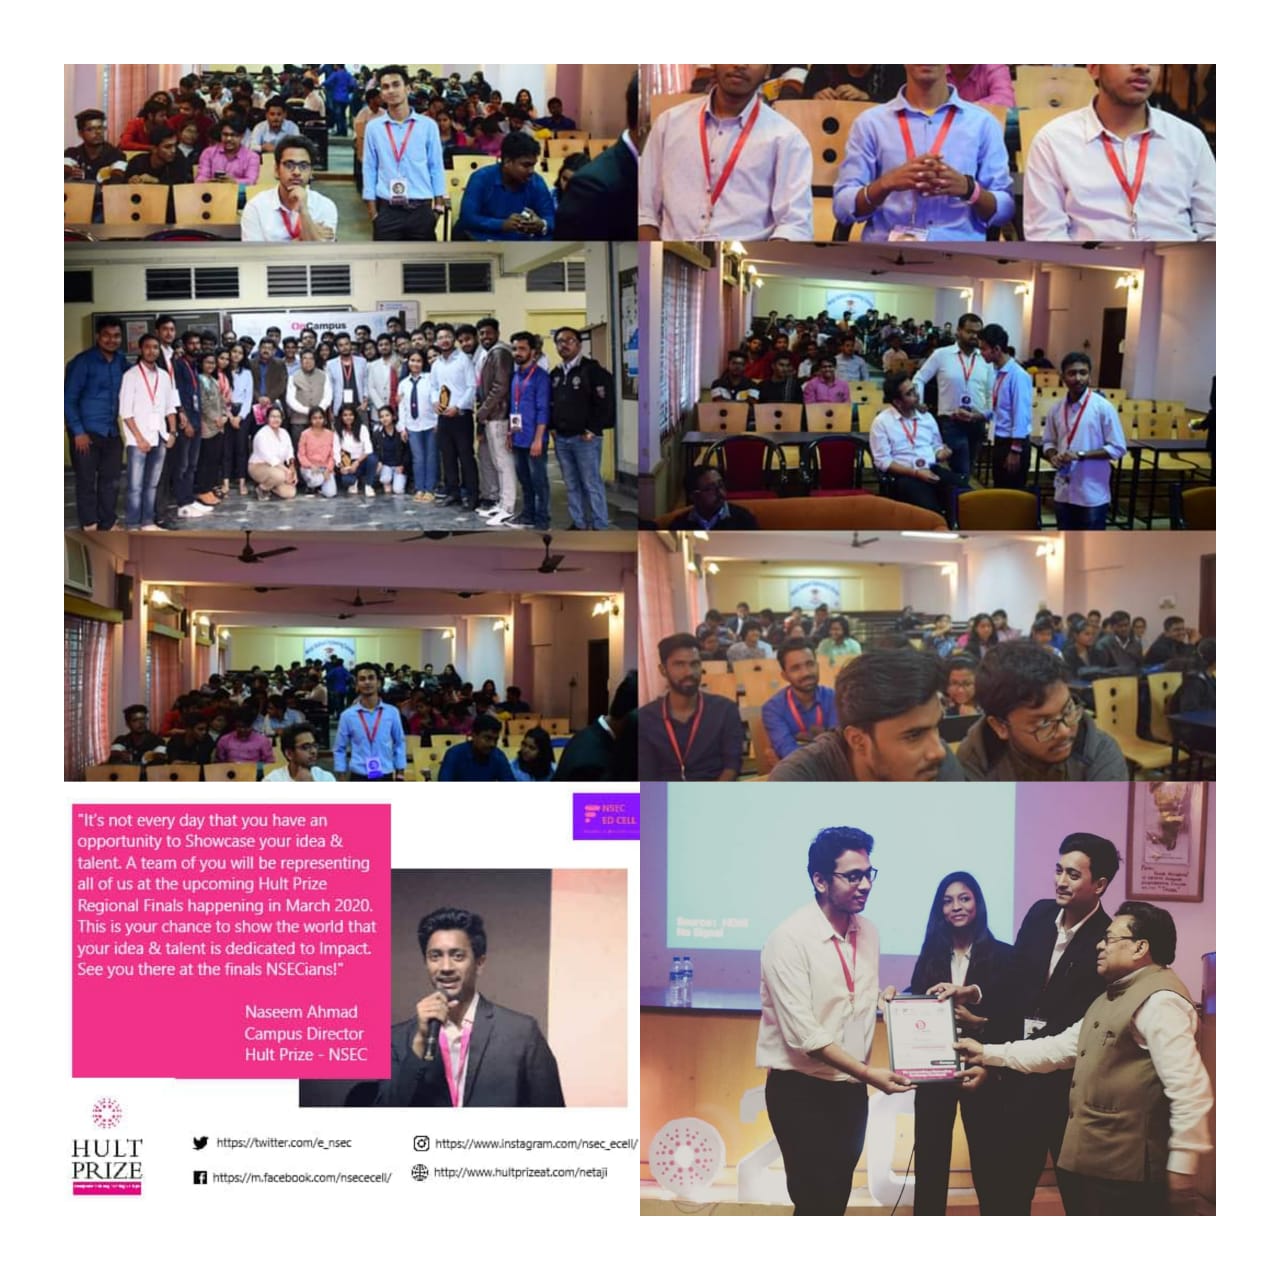 OnCampus
"It's not every day that you have an
opportunity to Showcase your idea &
talent. A team of you will be representing
all of us at the upcoming Hult Prize
Regional Finals happening in March 2020.
This is your chance to show the world that
your idea & talent is dedicated to Impact.
See you there at the finals NSECians!"
Naseem Ahmad
Campus Director
Hult Prize - NSEC
NSEC
ED CELL
Source: HDMI
No Signal
HULT
PRIZE
https://twitter.com/e_nsec
https://www.instagram.com/nsec_ecell/
https://m.facebook.com/nsececell/
http://www.hultprizeat.com/netaji